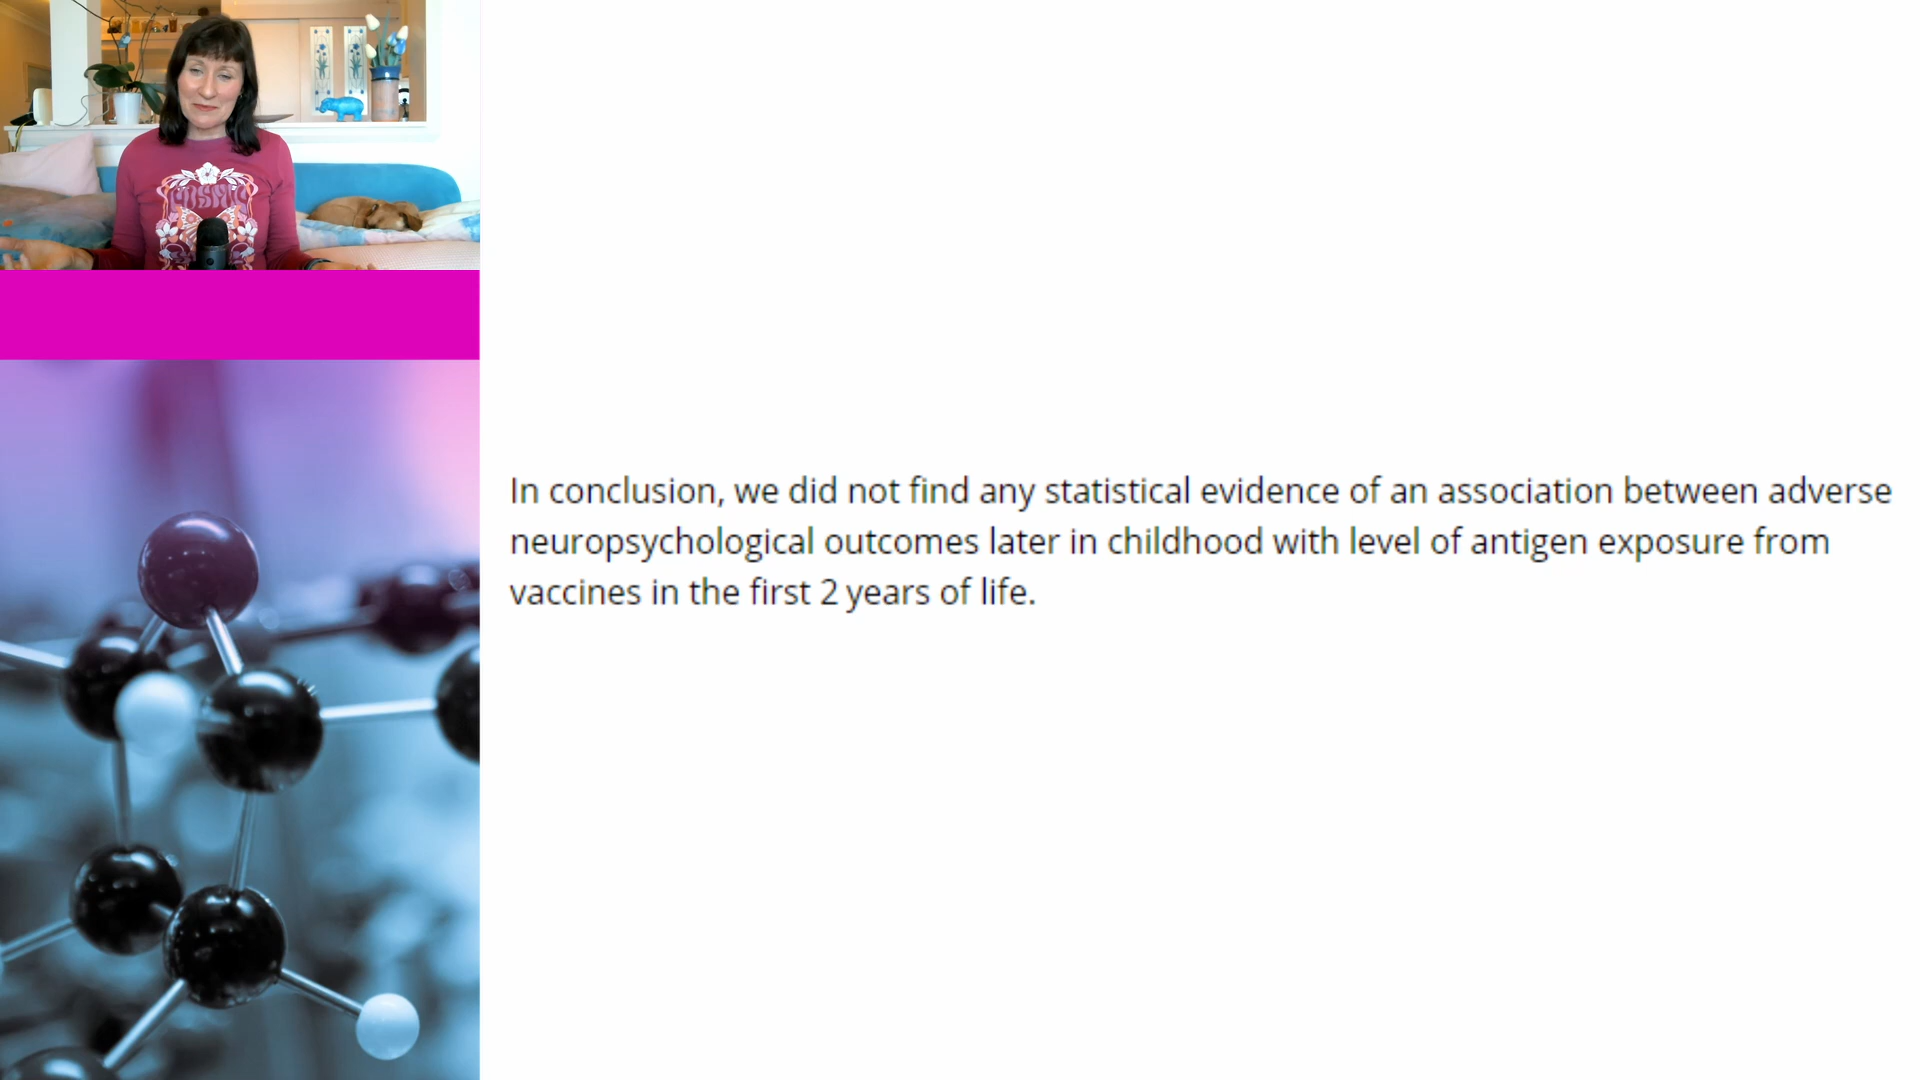 COSMIC
In conclusion, we did not find any statistical evidence of an association between adverse
neuropsychological outcomes later in childhood with level of antigen exposure from
vaccines in the first 2 years of life.